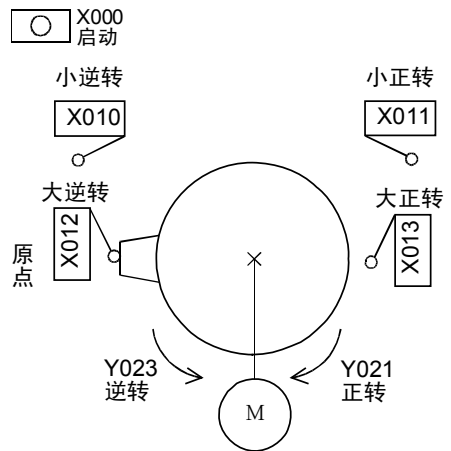 X000
启动
小逆转
小正转
X010
X011
大逆转
大正转
X012
X013
原点
Y023
逆转
Y021
正转
M